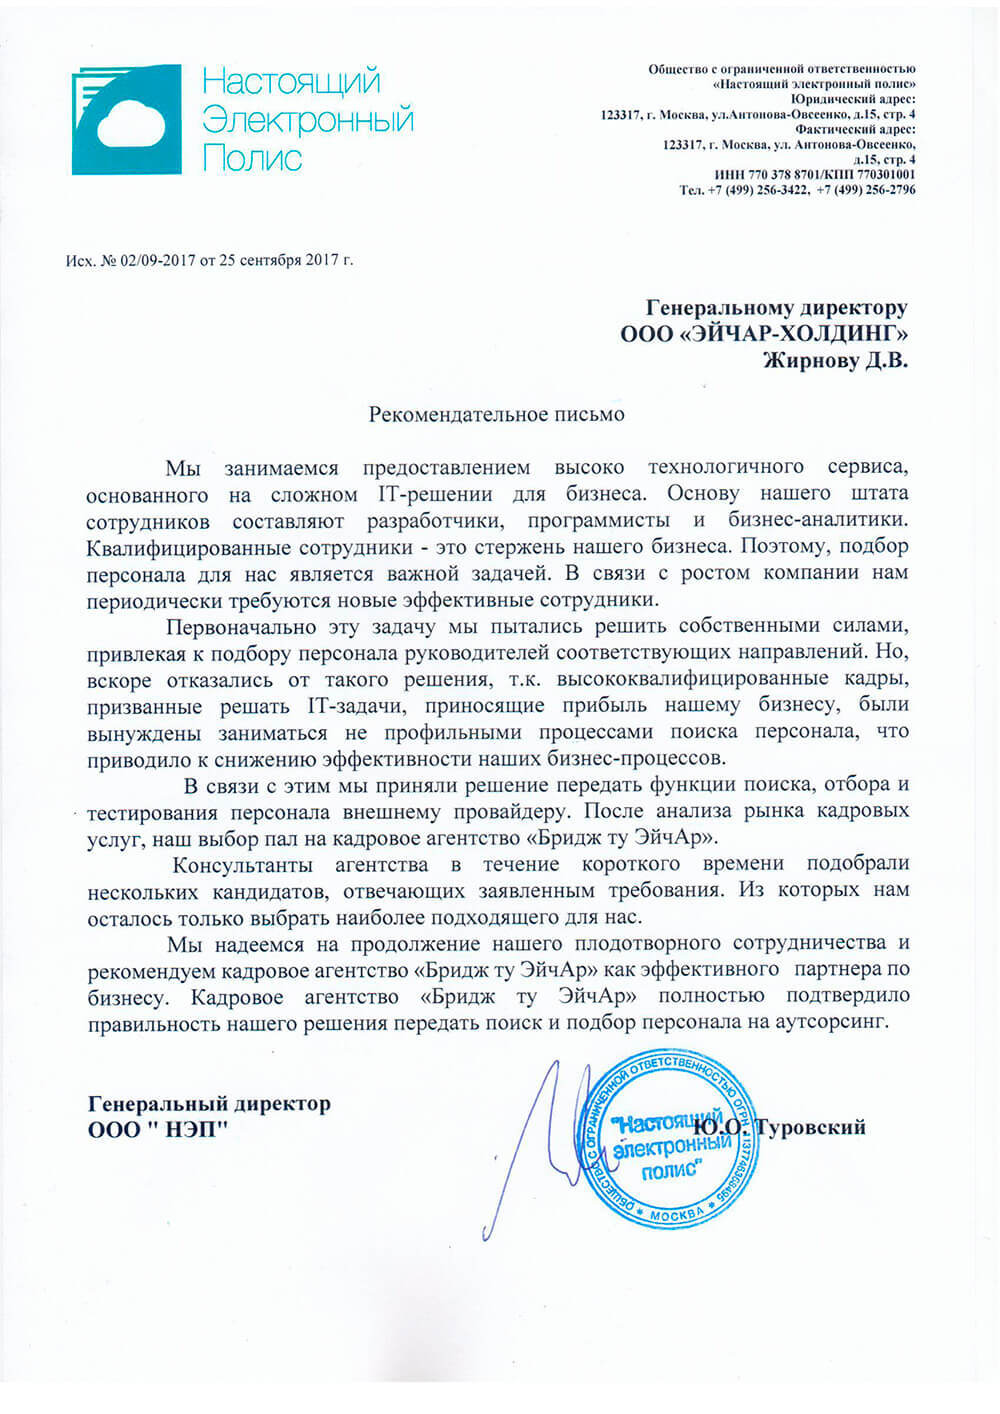 Настоящий
Электронный
Полис
Общество с ограниченной ответственностью
«Настоящий электронный полис»
Юридический адрес:
123317, г. Москва, ул.Антонова-Овсеенко, д.15, стр. 4
Фактический адрес:
123317, г. Москва, ул. Антонова-Овсеенко,
д.15, стр. 4
ИНН 770 378 8701/КПП 770301001
Тел. +7 (499) 256-3422, +7 (499) 256-2796
Исх. № 02/09-2017 от 25 сентября 2017 г.
Генеральному директору
ООО «ЭЙЧАР-ХОЛДИНГ»
Жирнову Д.В.
Рекомендательное письмо
Мы занимаемся предоставлением высоко технологичного сервиса,
основанного на сложном IT-решении для бизнеса. Основу нашего штата
сотрудников составляют разработчики, программисты и бизнес-аналитики.
Квалифицированные сотрудники - это стержень нашего бизнеса. Поэтому, подбор
персонала для нас является важной задачей. В связи с ростом компании нам
периодически требуются новые эффективные сотрудники.
Первоначально эту задачу мы пытались решить собственными силами,
привлекая к подбору персонала руководителей соответствующих направлений. Но,
вскоре отказались от такого решения, т.к. высококвалифицированные кадры,
призванные решать IT-задачи, приносящие прибыль нашему бизнесу, были
вынуждены заниматься не профильными процессами поиска персонала, что
приводило к снижению эффективности наших бизнес-процессов.
В связи с этим мы приняли решение передать функции поиска, отбора и
тестирования персонала внешнему провайдеру. После анализа рынка кадровых
услуг, наш выбор пал на кадровое агентство «Бридж ту ЭйчАр».
Консультанты агентства в течение короткого времени подобрали
нескольких кандидатов, отвечающих заявленным требования. Из которых нам
осталось только выбрать наиболее подходящего для нас.
Мы надеемся на продолжение нашего плодотворного сотрудничества и
рекомендуем кадровое агентство «Бридж ту ЭйчАр» как эффективного партнера по
бизнесу. Кадровое агентство «Бридж ту ЭйчАр» полностью подтвердило
правильность нашего решения передать поиск и подбор персонала на аутсорсинг.
Генеральный директор
ООО " НЭП"
Ю.О. Туровский
ОБЩЕСТВО С ОГРАНИЧЕННОЙ ОТВЕТСТВЕННОСТЬЮ ОГРН
"Настоящий
электронный
полис"
* МОСКВА *